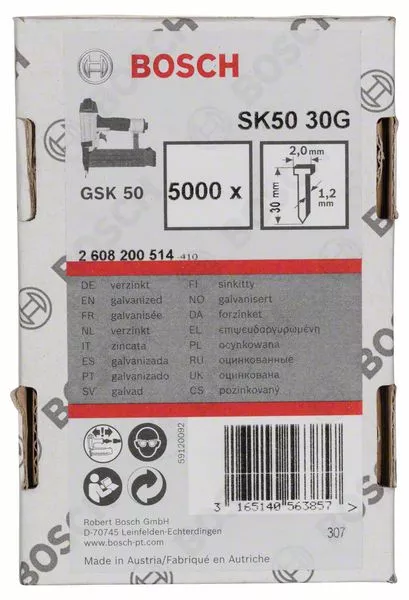 BOSCH
SK50 30G
GSK 50
5000 x
2,0 mm
30 mm
1,2 mm
2 608 200 514 -410
DE verzinkt FI sinkitty
EN galvanized NO galvanisert
FR galvanisée DA forzinket
NL verzinkt EL επιψευδαργυρωμένη
IT zincata PL ocynkowana
ES galvanizada RU оцинкованные
PT galvanizado UK оцинкована
SV galvad CS pozinkovaný
59120092
3 165140 563857 >
Robert Bosch GmbH
D-70745 Leinfelden-Echterdingen
www.bosch-pt.com
307
Made in Austria/Fabriqué en Autriche